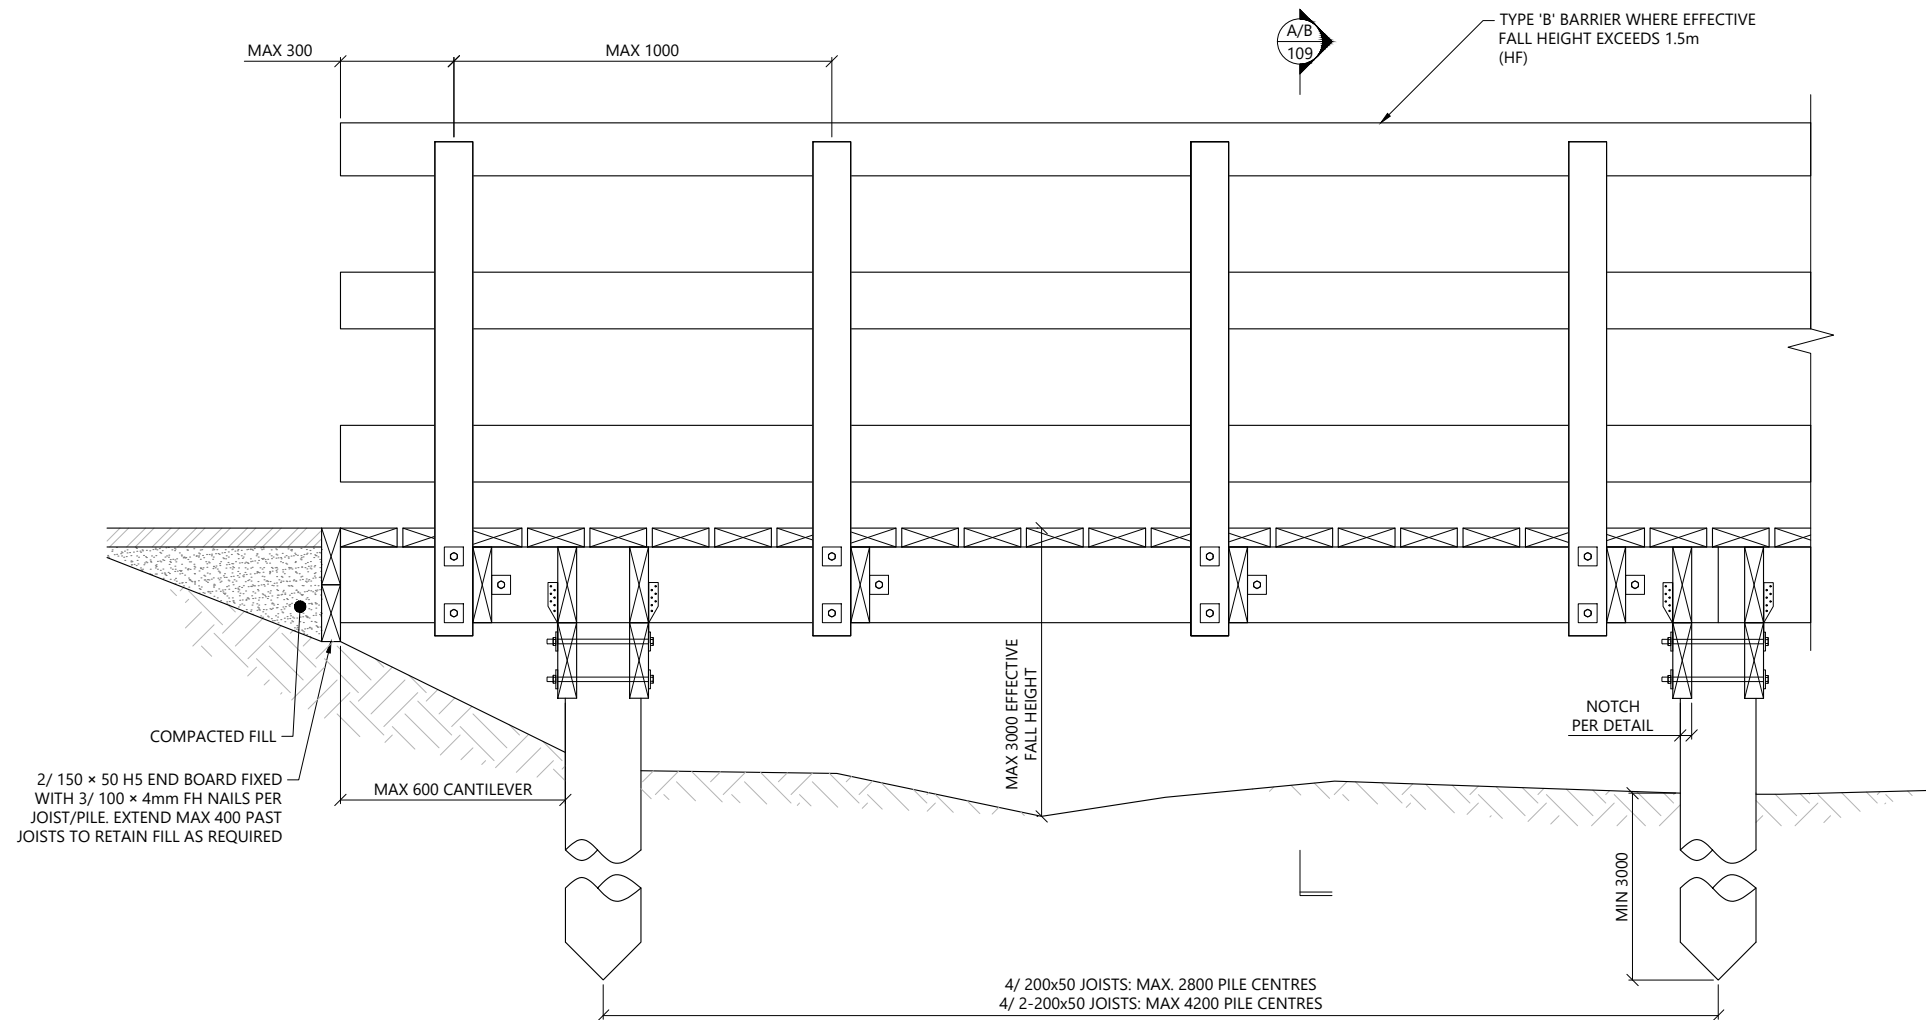 MAX 300
MAX 1000
A/B
109
TYPE 'B' BARRIER WHERE EFFECTIVE
FALL HEIGHT EXCEEDS 1.5m
(HF)
COMPACTED FILL
2/ 150 × 50 H5 END BOARD FIXED
WITH 3/ 100 × 4mm FH NAILS PER
JOIST/PILE. EXTEND MAX 400 PAST
JOISTS TO RETAIN FILL AS REQUIRED
MAX 600 CANTILEVER
MAX 3000 EFFECTIVE
FALL HEIGHT
NOTCH
PER DETAIL
MIN 3000
4/ 200x50 JOISTS: MAX. 2800 PILE CENTRES
4/ 2-200x50 JOISTS: MAX 4200 PILE CENTRES